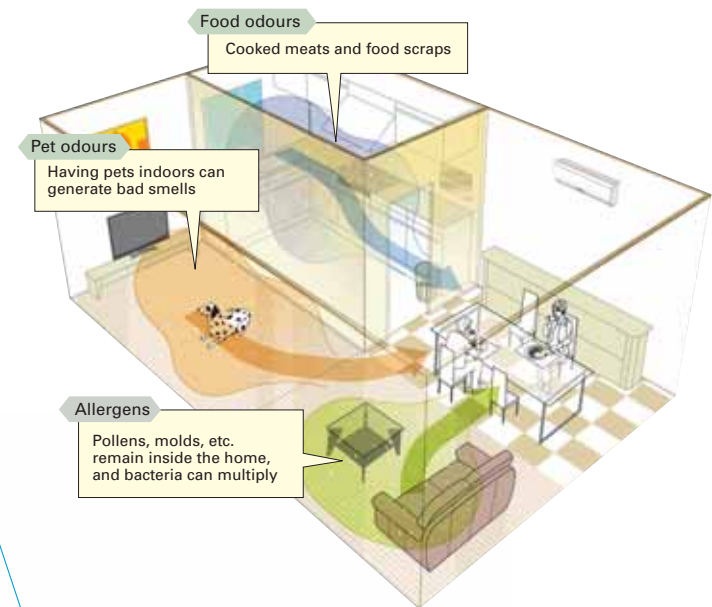 Food odours
Cooked meats and food scraps
Pet odours
Having pets indoors can
generate bad smells
Allergens
Pollens, molds, etc.
remain inside the home,
and bacteria can multiply